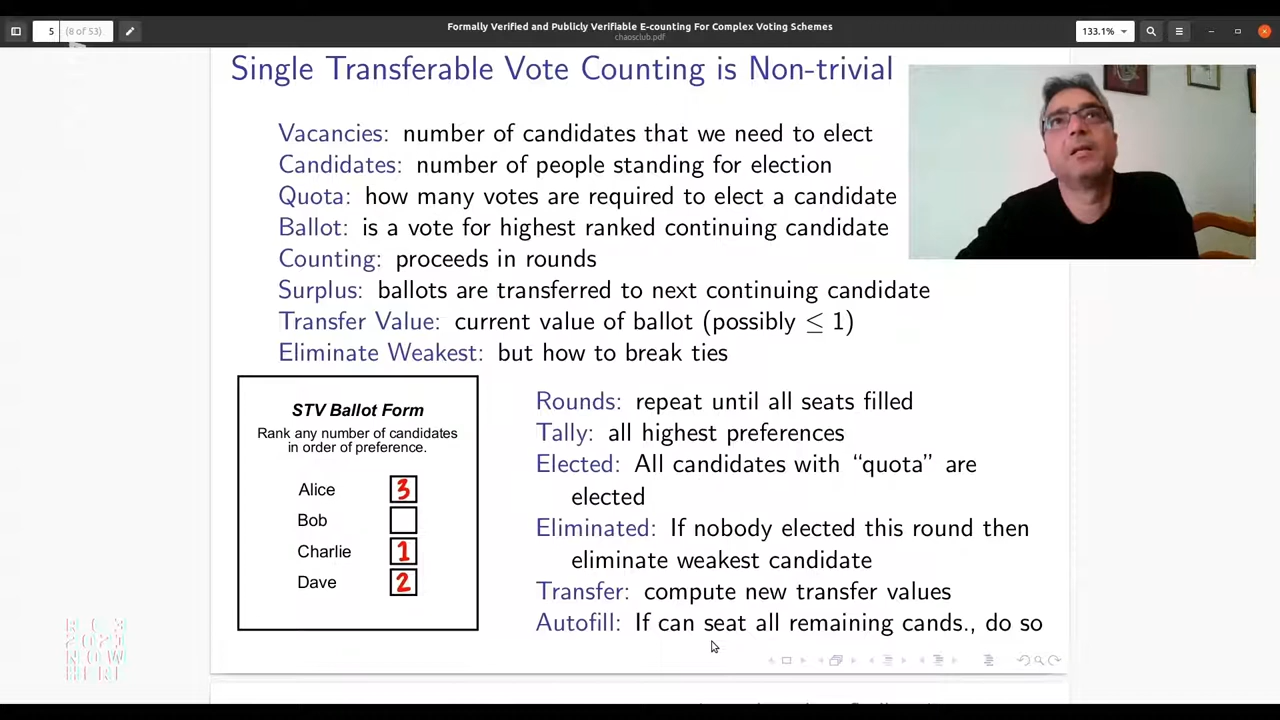 Formally Verified and Publicly Verifiable E-counting For Complex Voting Schemes
chaosclub.pdf
5 (8 of 53)
133.1%
Single Transferable Vote Counting is Non-trivial
Vacancies: number of candidates that we need to elect
Candidates: number of people standing for election
Quota: how many votes are required to elect a candidate
Ballot: is a vote for highest ranked continuing candidate
Counting: proceeds in rounds
Surplus: ballots are transferred to next continuing candidate
Transfer Value: current value of ballot (possibly ≤ 1)
Eliminate Weakest: but how to break ties
STV Ballot Form
Rank any number of candidates
in order of preference.
Alice 3
Bob
Charlie 1
Dave 2
Rounds: repeat until all seats filled
Tally: all highest preferences
Elected: All candidates with “quota” are
elected
Eliminated: If nobody elected this round then
eliminate weakest candidate
Transfer: compute new transfer values
Autofill: If can seat all remaining cands., do so
NOW